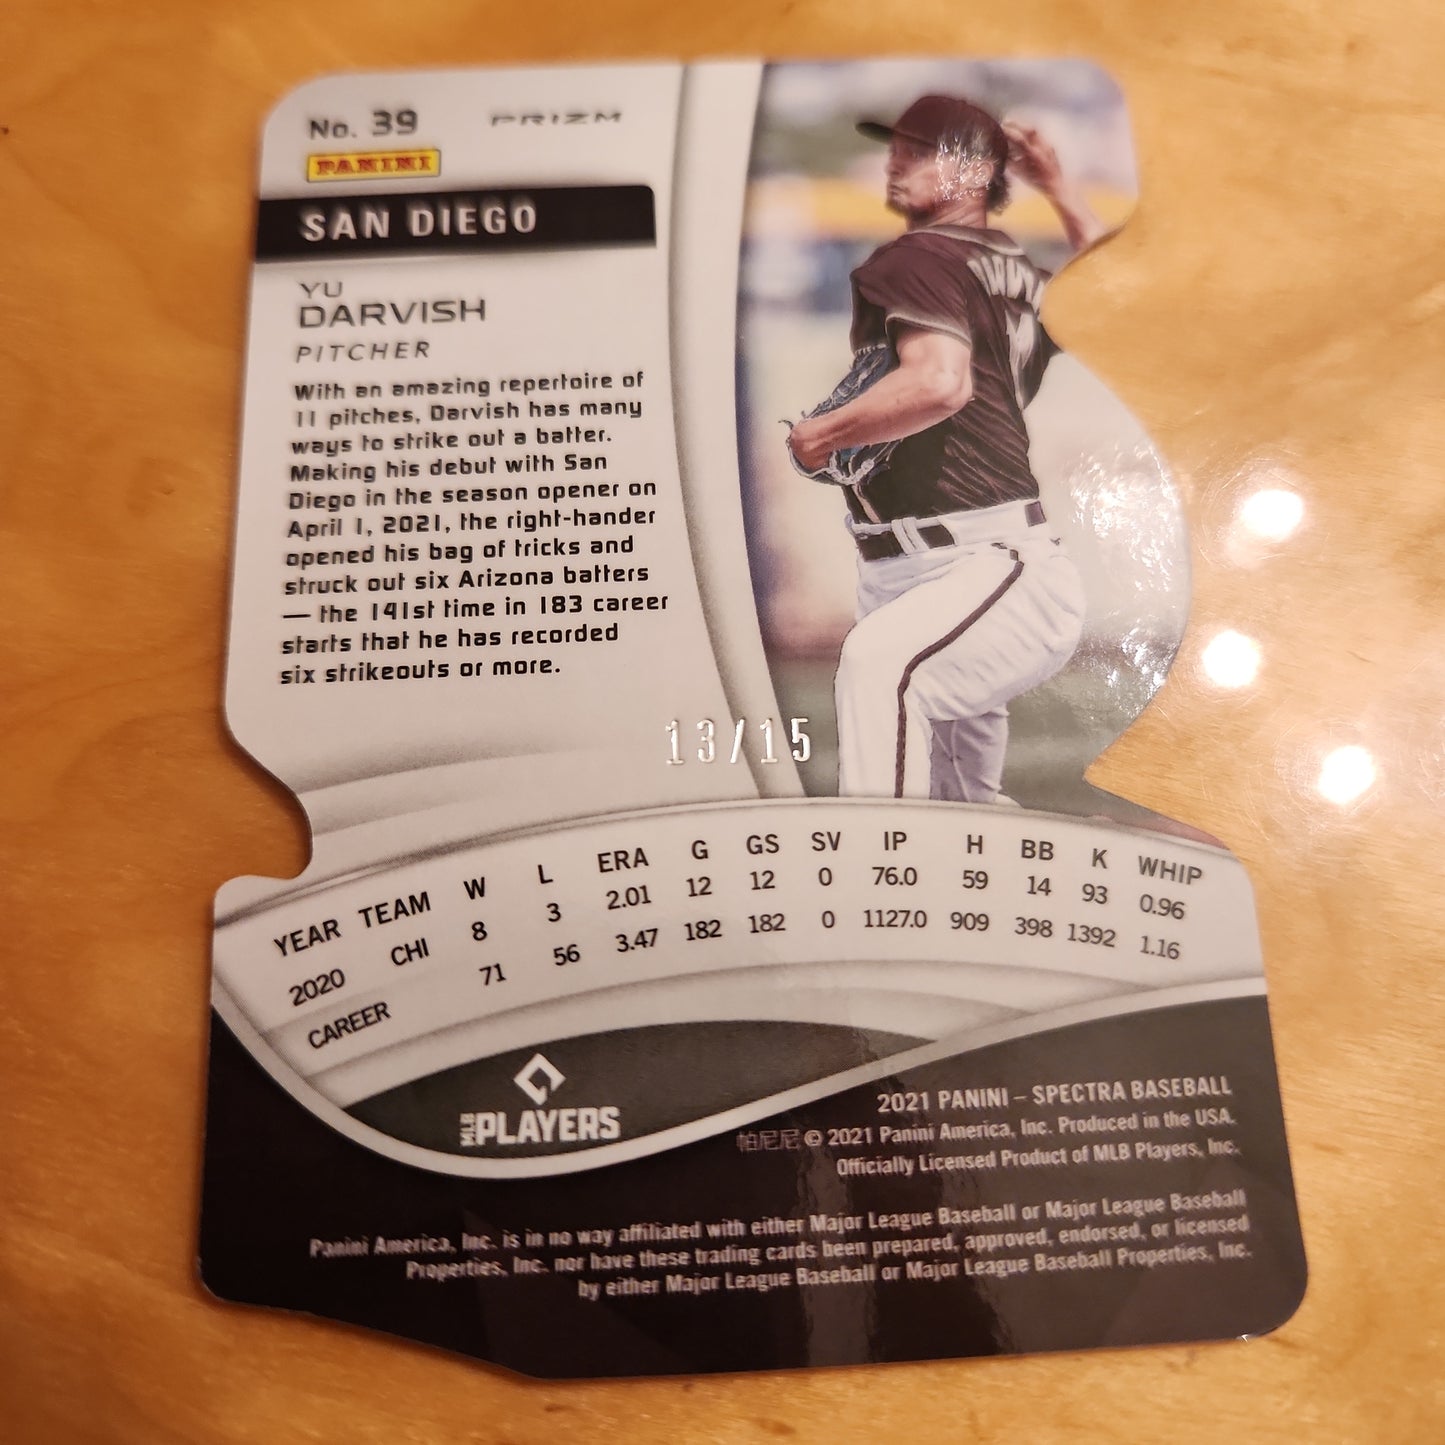 No. 39 PRIZM
PANINI
SAN DIEGO
YU
DARVISH
PITCHER
With an amazing repertoire of
11 pitches, Darvish has many
ways to strike out a batter.
Making his debut with San
Diego in the season opener on
April 1, 2021, the right-hander
opened his bag of tricks and
struck out six Arizona batters
— the 141st time in 183 career
starts that he has recorded
six strikeouts or more.
13/15
YEAR TEAM W L ERA G GS SV IP H BB K WHIP
2020 CHI 8 3 2.01 12 12 0 76.0 59 14 93 0.96
CAREER 71 56 3.47 182 182 0 1127.0 909 398 1392 1.16
MLB PLAYERS
2021 PANINI – SPECTRA BASEBALL
帕尼尼 © 2021 Panini America, Inc. Produced in the USA.
Officially Licensed Product of MLB Players, Inc.
Panini America, Inc. is in no way affiliated with either Major League Baseball or Major League Baseball
Properties, Inc. nor have these trading cards been prepared, approved, endorsed, or licensed
by either Major League Baseball or Major League Baseball Properties, Inc.